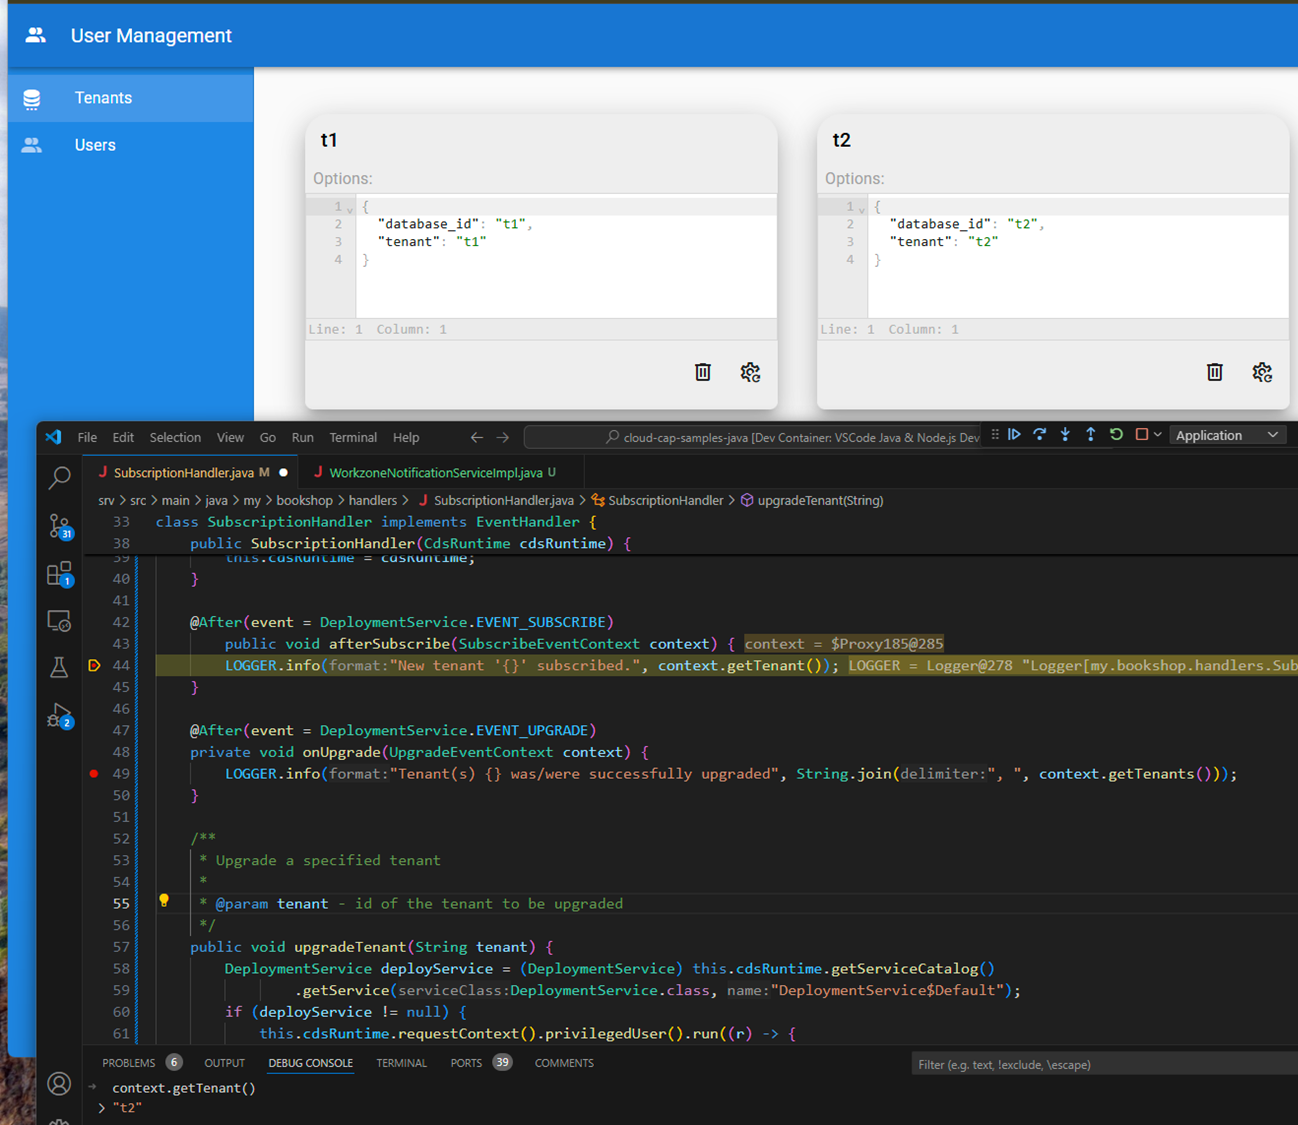 User Management
Tenants
Users
t1
Options:
1 {
2 "database_id": "t1",
3 "tenant": "t1"
4 }
Line: 1 Column: 1
t2
Options:
1 {
2 "database_id": "t2",
3 "tenant": "t2"
4 }
Line: 1 Column: 1
File Edit Selection View Go Run Terminal Help
cloud-cap-samples-java [Dev Container: VSCode Java & Node.js Dev
Application
J SubscriptionHandler.java M
J WorkzoneNotificationServiceImpl.java U
srv > src > main > java > my > bookshop > handlers > J SubscriptionHandler.java > SubscriptionHandler > upgradeTenant(String)
33 class SubscriptionHandler implements EventHandler {
38 public SubscriptionHandler(CdsRuntime cdsRuntime) {
39 this.cdsRuntime = cdsRuntime;
40 }
41
42 @After(event = DeploymentService.EVENT_SUBSCRIBE)
43 public void afterSubscribe(SubscribeEventContext context) { context = $Proxy185@285
44 LOGGER.info(format:"New tenant '{}' subscribed.", context.getTenant()); LOGGER = Logger@278 "Logger[my.bookshop.handlers.Sub
45 }
46
47 @After(event = DeploymentService.EVENT_UPGRADE)
48 private void onUpgrade(UpgradeEventContext context) {
49 LOGGER.info(format:"Tenant(s) {} was/were successfully upgraded", String.join(delimiter:", ", context.getTenants()));
50 }
51
52 /**
53 * Upgrade a specified tenant
54 *
55 * @param tenant - id of the tenant to be upgraded
56 */
57 public void upgradeTenant(String tenant) {
58 DeploymentService deployService = (DeploymentService) this.cdsRuntime.getServiceCatalog()
59 .getService(serviceClass:DeploymentService.class, name:"DeploymentService$Default");
60 if (deployService != null) {
61 this.cdsRuntime.requestContext().privilegedUser().run((r) -> {
31
1
2
PROBLEMS 6 OUTPUT DEBUG CONSOLE TERMINAL PORTS 39 COMMENTS
Filter (e.g. text, !exclude, \escape)
context.getTenant()
> "t2"